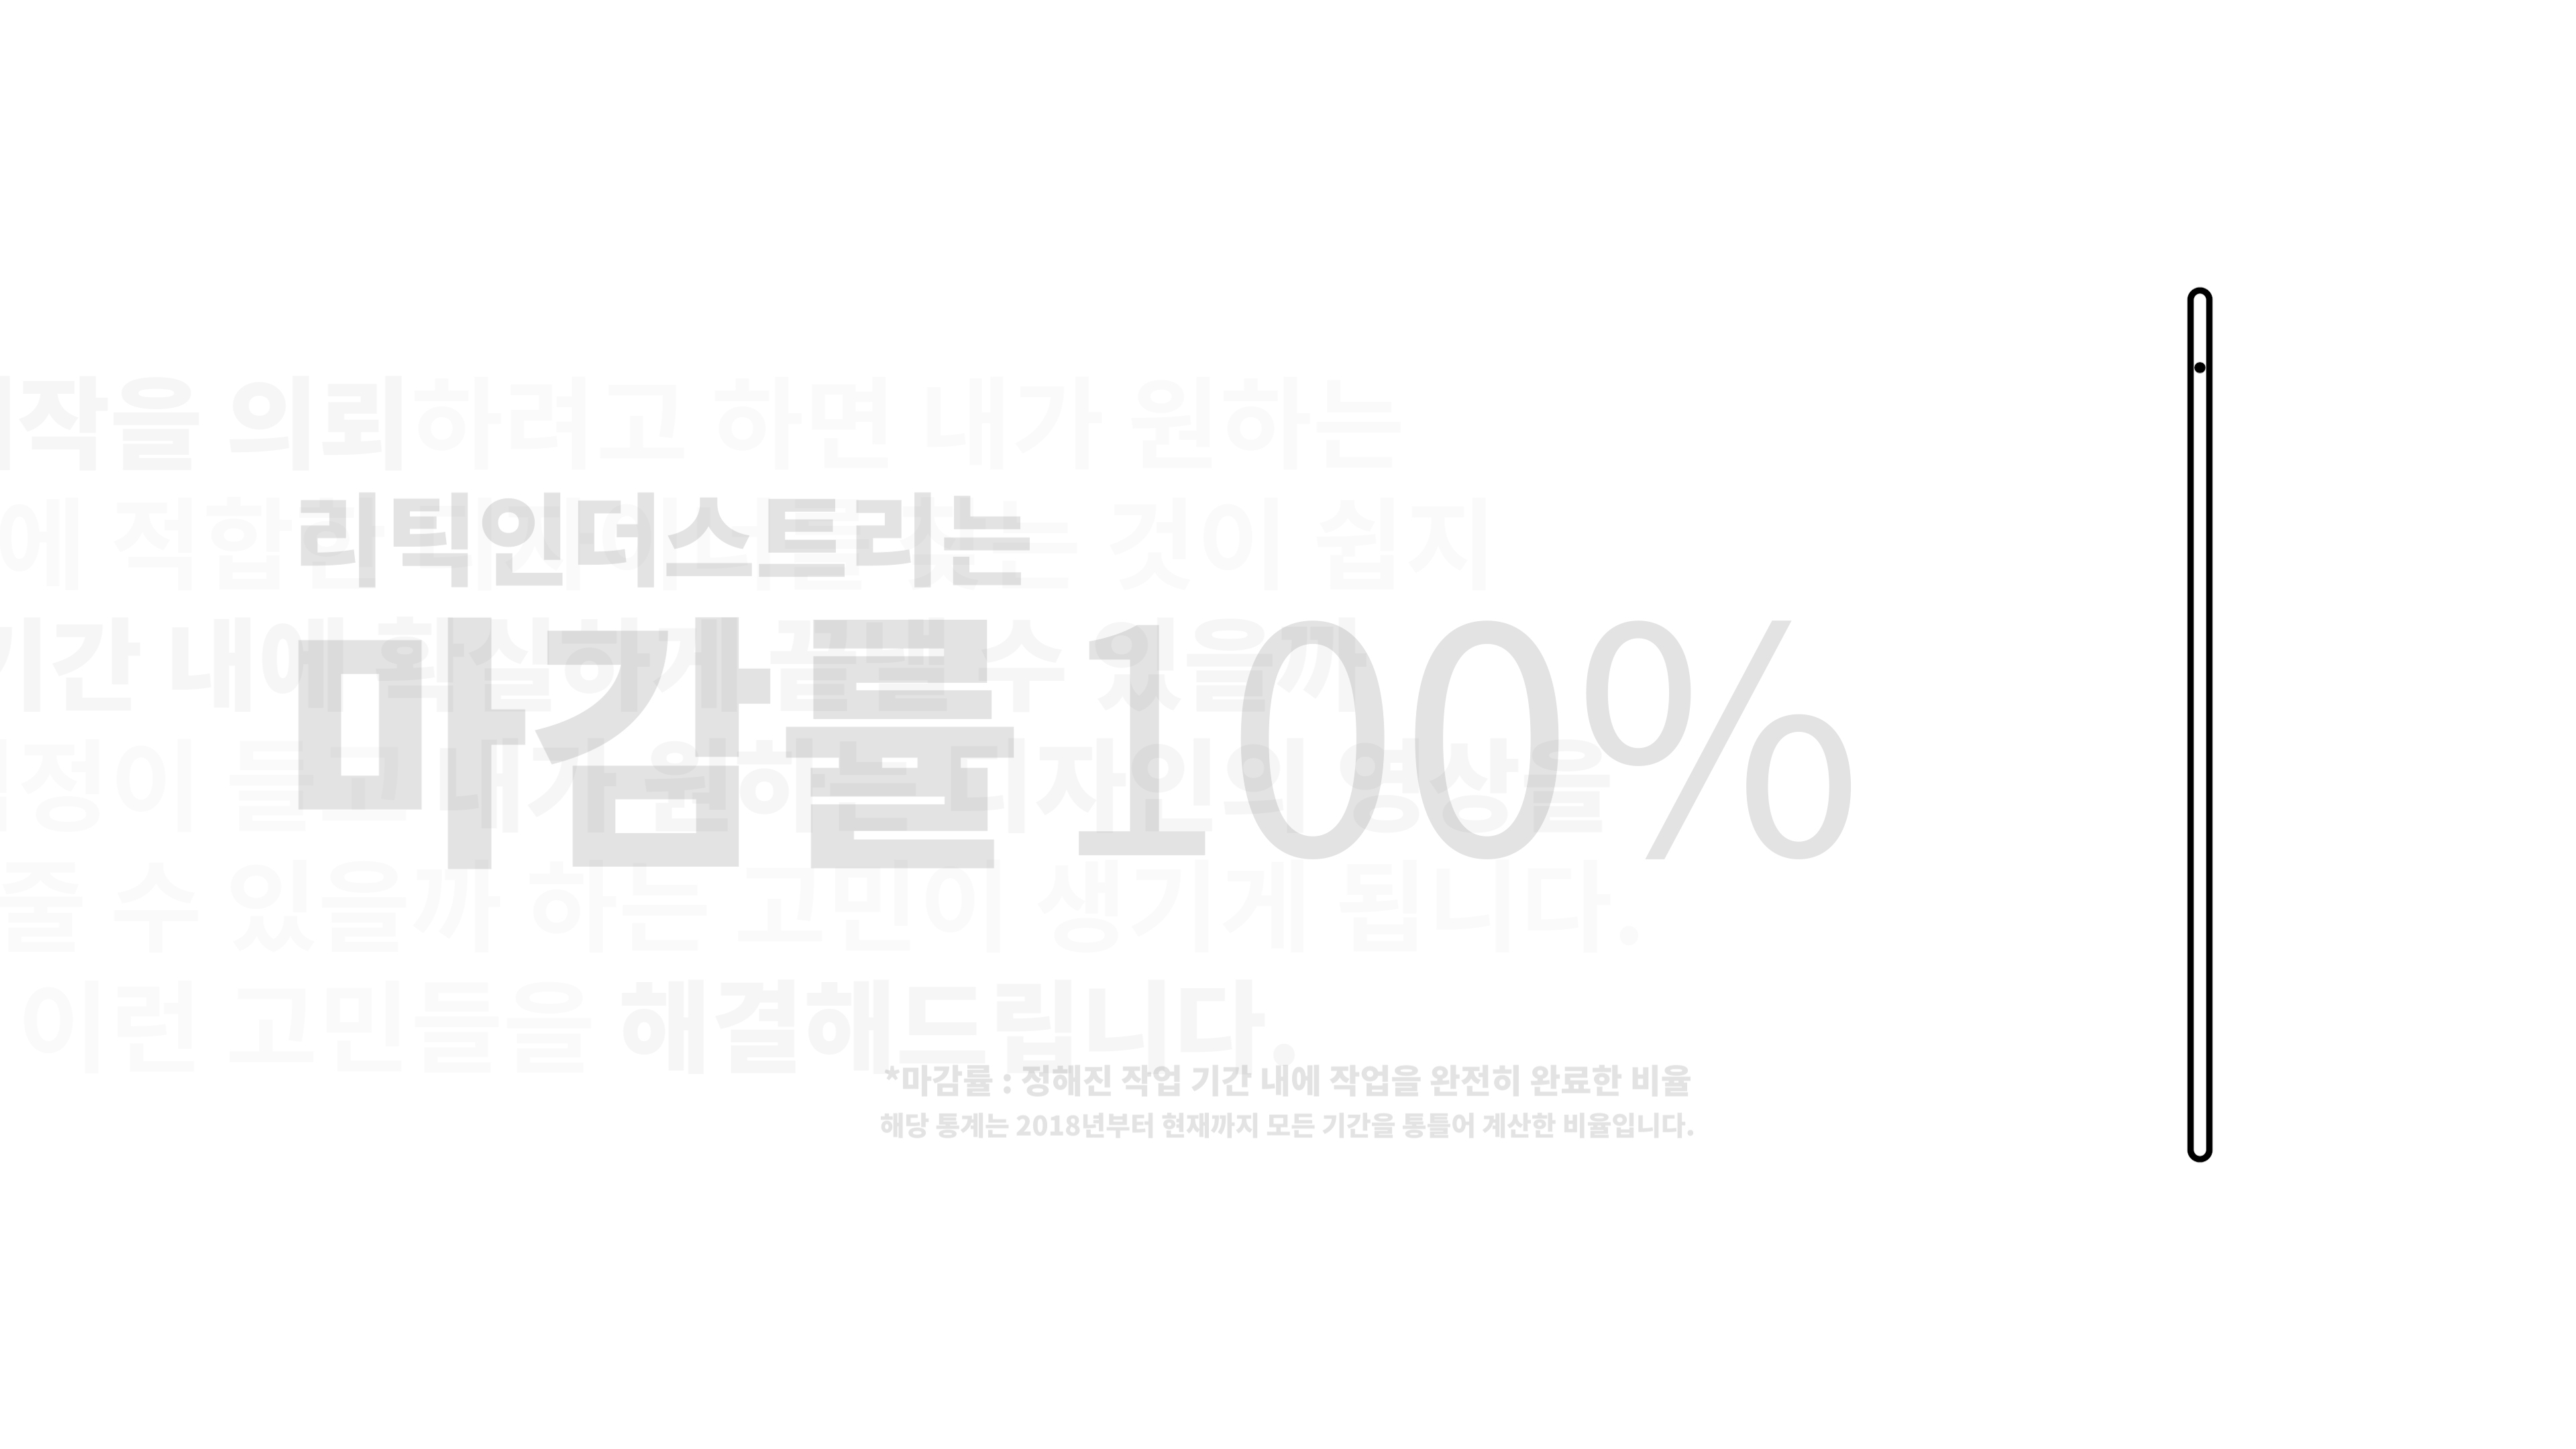 작을 의뢰하려고 하면 내가 원하는
에 적합한 찾는 것이 쉽지
기간 내에 확실하게 끝낼 수 있을까
정이 들고 내가 원하는 디자인의 영상을
줄 수 있을까 하는 고민이 생기게 됩니다.
이런 고민들을 해결해드립니다.
리틱인더스트리는
마감률 100%
*마감률 : 정해진 작업 기간 내에 작업을 완전히 완료한 비율
해당 통계는 2018년부터 현재까지 모든 기간을 통틀어 계산한 비율입니다.